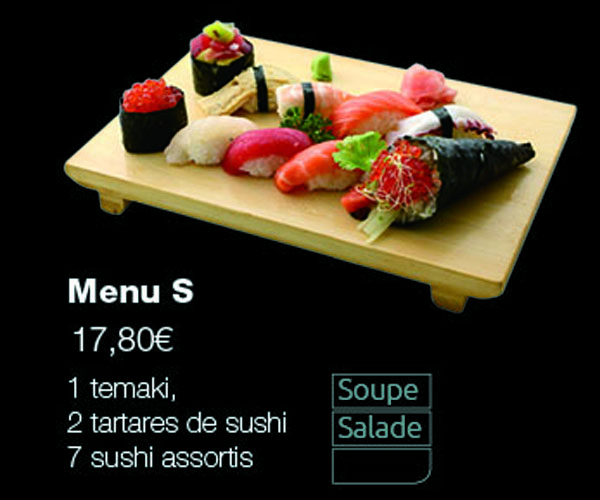 Menu S
17,80€
1 temaki,
2 tartares de sushi
7 sushi assortis
Soupe
Salade